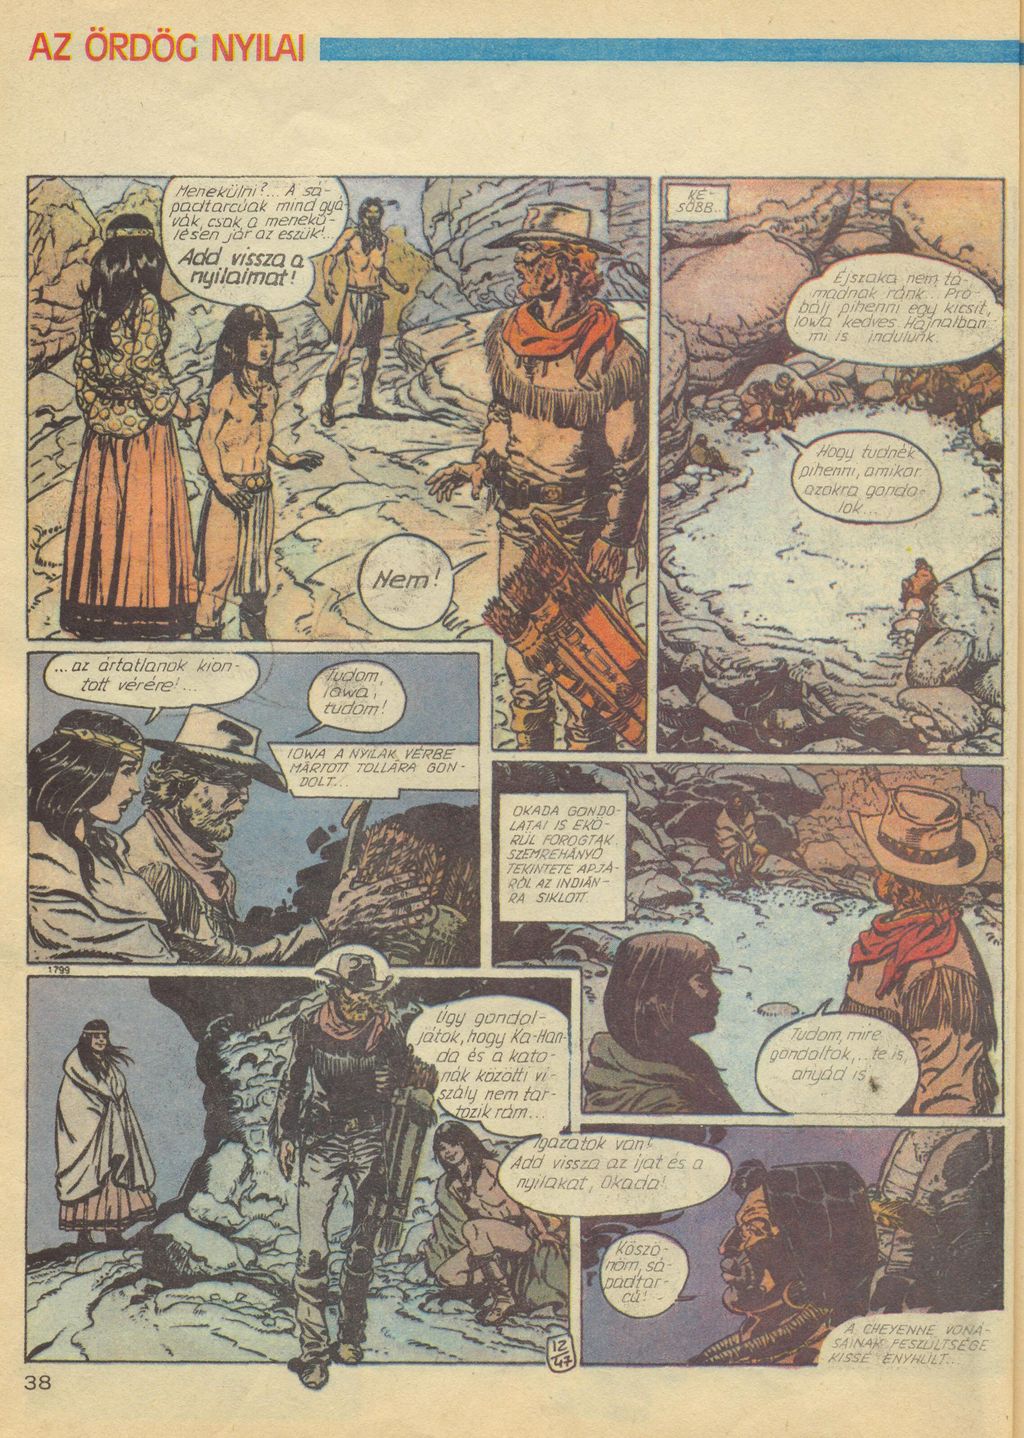 AZ ÖRDÖG NYILAI
Menekülni?... A sá-
padtarcúak mind gyá-
vák, csak a menekü-
lésen jár az eszük!...
Add vissza a
nyilaimat!
Nem!
KÉ-
SŐBB...
Éjszaka nem tá-
madnak ránk... Pró-
bálj pihenni egy kicsit,
Iowa kedves. Hajnalban
mi is indulunk.
Hogy tudnék
pihenni, amikor
azokra gondo-
lok...
...az ártatlanok kion-
tott vérére!...
Tudom,
Iowa,
tudom!
IOWA A NYILAK VÉRBE
MÁRTOTT TOLLÁRA GON-
DOLT...
OKADA GONDO-
LATAI IS EKÖ-
RÜL FOROGTAK.
SZEMREHÁNYÓ
TEKINTETE APJÁ-
RÓL AZ INDIÁN-
RA SIKLOTT.
Tudom, mire
gondoltok,... te is,
anyád is
1799
Úgy gondol-
játok, hogy Ka-Han-
da és a kato-
nák közötti vi-
szály nem tar-
tozik rám...
Igazatok van!
Add vissza az íjat és a
nyilakat, Okada!
Köszö-
nöm, sá-
padtar-
cú!
A CHEYENNE VONÁ-
SAINAK FESZÜLTSÉGE
KISSÉ ENYHÜLT...
12
47
38